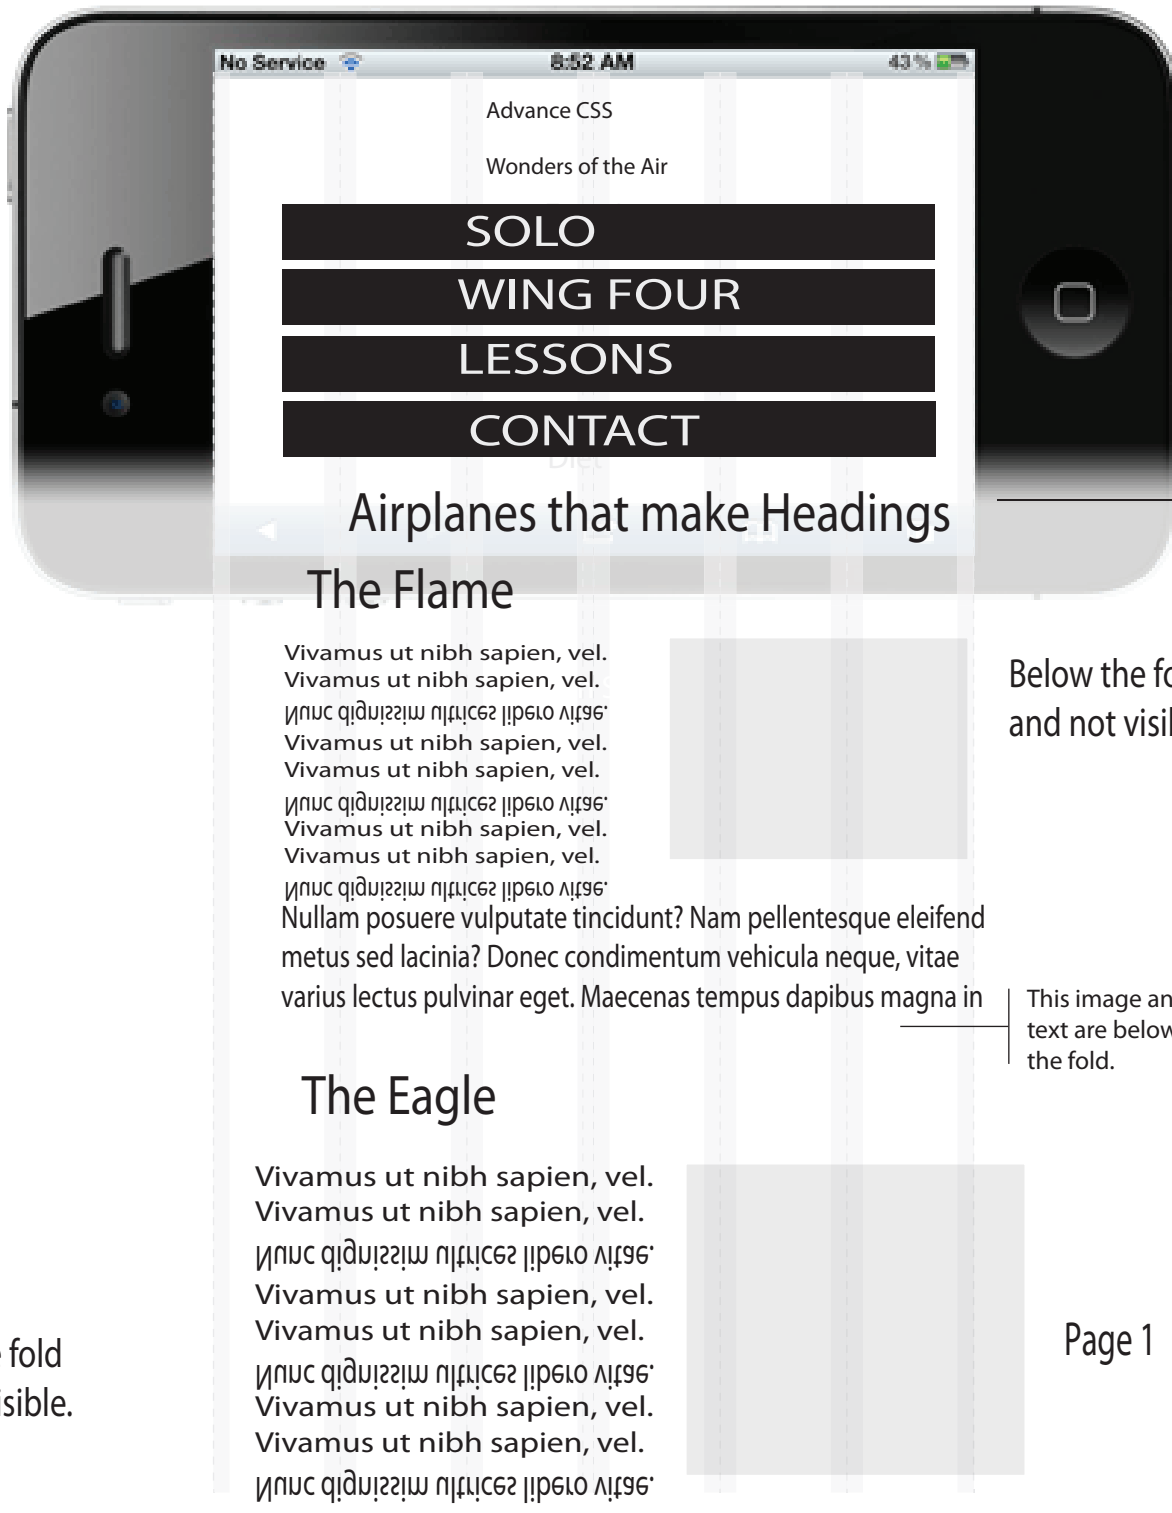 No Service
8:52 AM
43%
Advance CSS
Wonders of the Air
SOLO
WING FOUR
LESSONS
CONTACT
Diet
Airplanes that make Headings
The Flame
Vivamus ut nibh sapien, vel.
Vivamus ut nibh sapien, vel.
Nunc dignissim ultrices libero vitae.
Vivamus ut nibh sapien, vel.
Vivamus ut nibh sapien, vel.
Nunc dignissim ultrices libero vitae.
Vivamus ut nibh sapien, vel.
Vivamus ut nibh sapien, vel.
Nunc dignissim ultrices libero vitae.
Below the fo
and not visil
Nullam posuere vulputate tincidunt? Nam pellentesque eleifend
metus sed lacinia? Donec condimentum vehicula neque, vitae
varius lectus pulvinar eget. Maecenas tempus dapibus magna in
This image an
text are below
the fold.
The Eagle
Vivamus ut nibh sapien, vel.
Vivamus ut nibh sapien, vel.
Nunc dignissim ultrices libero vitae.
Vivamus ut nibh sapien, vel.
Vivamus ut nibh sapien, vel.
Nunc dignissim ultrices libero vitae.
Vivamus ut nibh sapien, vel.
Vivamus ut nibh sapien, vel.
Nunc dignissim ultrices libero vitae.
fold
isible.
Page 1